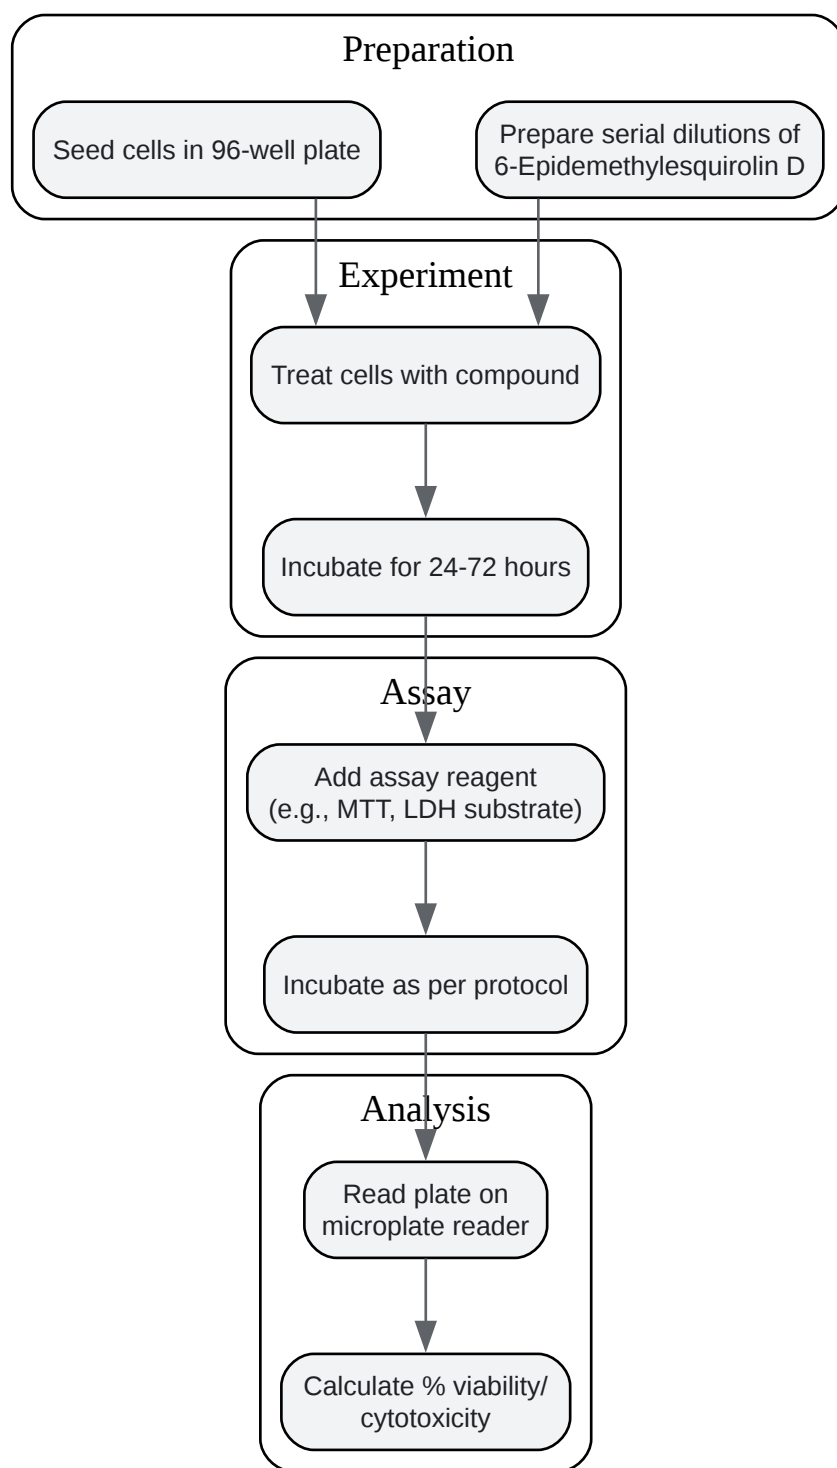 Preparation
Seed cells in 96-well plate
Prepare serial dilutions of
6-Epidemethylesquirolin D
Experiment
Treat cells with compound
Incubate for 24-72 hours
Assay
Add assay reagent
(e.g., MTT, LDH substrate)
Incubate as per protocol
Analysis
Read plate on
microplate reader
Calculate % viability/
cytotoxicity